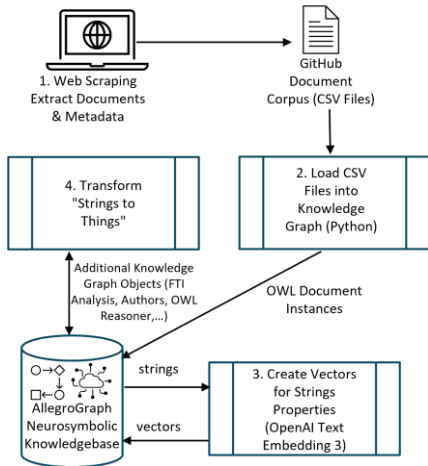 1. Web Scraping
Extract Documents
& Metadata
GitHub
Document
Corpus (CSV Files)
4. Transform
"Strings to
Things"
2. Load CSV
Files into
Knowledge
Graph (Python)
Additional Knowledge
Graph Objects (FTI
Analysis, Authors, OWL
Reasoner,...)
OWL Document
Instances
AllegroGraph
Neurosymbolic
Knowledgebase
strings
vectors
3. Create Vectors
for Strings
Properties
(OpenAI Text
Embedding 3)